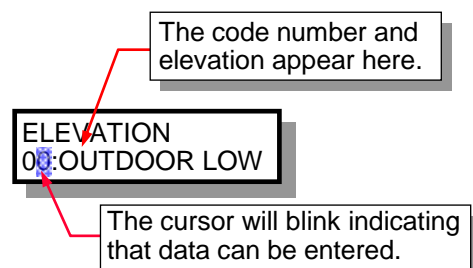 The code number and
elevation appear here.
ELEVATION
00:OUTDOOR LOW
The cursor will blink indicating
that data can be entered.